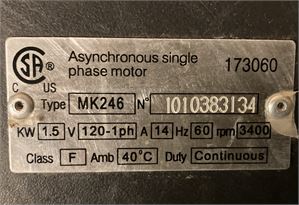 Asynchronous single
phase motor 173060
C US
Type MK246 N° 1010383134
KW 1.5 V 120-1ph A 14 Hz 60 rpm 3400
Class F Amb 40°C Duty Continuous